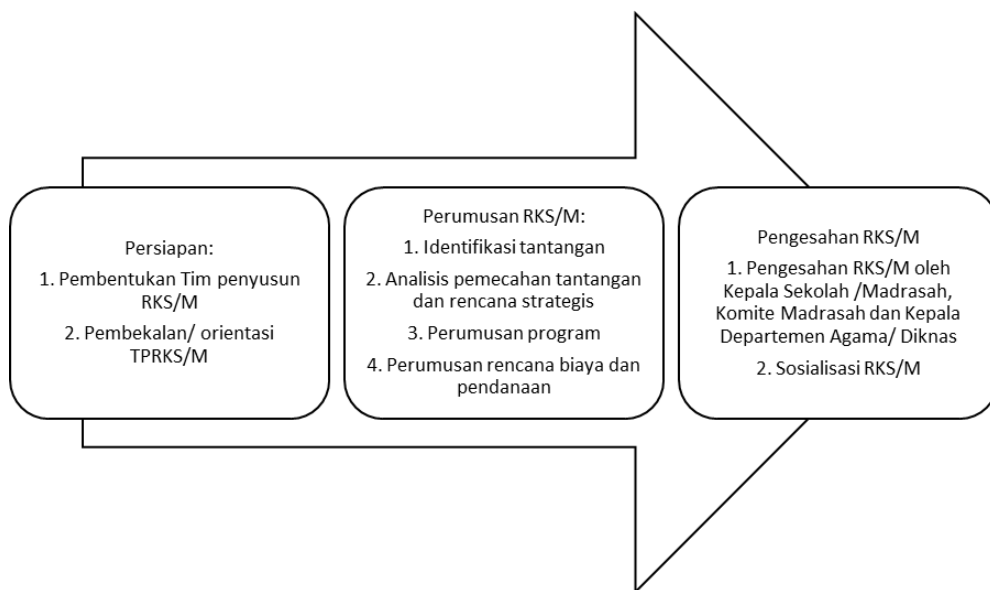 Persiapan:
1. Pembentukan Tim penyusun
RKS/M
2. Pembekalan/ orientasi
TPRKS/M
Perumusan RKS/M:
1. Identifikasi tantangan
2. Analisis pemecahan tantangan
dan rencana strategis
3. Perumusan program
4. Perumusan rencana biaya dan
pendanaan
Pengesahan RKS/M
1. Pengesahan RKS/M oleh
Kepala Sekolah /Madrasah,
Komite Madrasah dan Kepala
Departemen Agama/ Diknas
2. Sosialisasi RKS/M